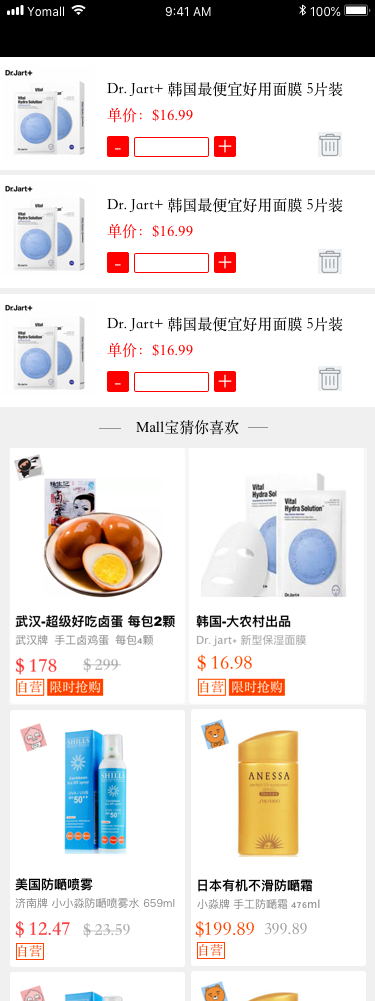 Yomall 9:41 AM 100%
Dr.Jart+
Vital
Hydra Solution
Dr. Jart+ 韩国最便宜好用面膜 5片装
单价：$16.99
- +
Dr.Jart+
Vital
Hydra Solution
Dr. Jart+ 韩国最便宜好用面膜 5片装
单价：$16.99
- +
Dr.Jart+
Vital
Hydra Solution
Dr. Jart+ 韩国最便宜好用面膜 5片装
单价：$16.99
- +
Mall宝猜你喜欢
武汉-超级好吃卤蛋 每包2颗
武汉牌 手工卤鸡蛋 每包4颗
$ 178 $ 299
自营 限时抢购
Vital
Hydra Solution
Vital
Hydra Solution
韩国-大农村出品
Dr. jart+ 新型保湿面膜
$ 16.98
自营 限时抢购
SHILLS
50++
美国防嗮喷雾
济南牌 小小淼防嗮喷雾水 659ml
$ 12.47 $ 23.59
自营
ANESSA
SHISEIDO
日本有机不滑防嗮霜
小淼牌 手工防嗮霜 476ml
$199.89 399.89
自营
Vital